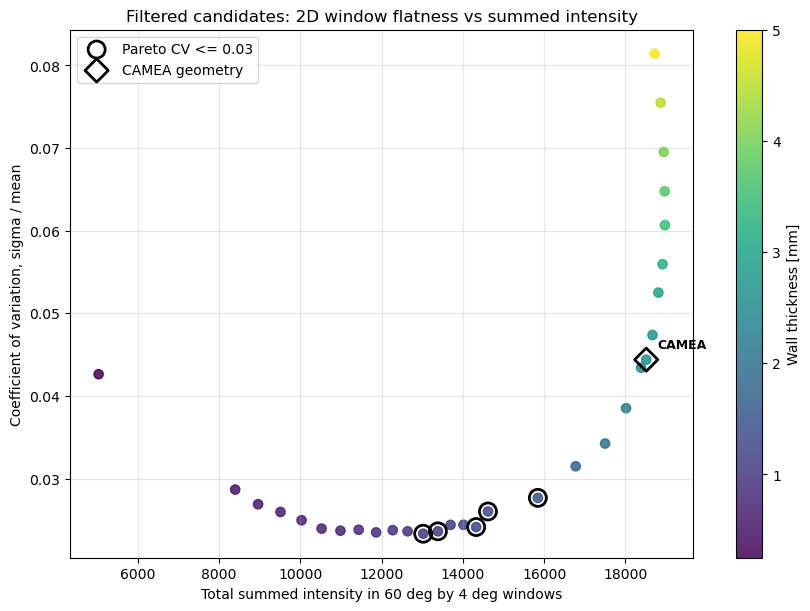 Filtered candidates: 2D window flatness vs summed intensity
Pareto CV <= 0.03
CAMEA geometry
CAMEA
0.08
0.07
0.06
0.05
0.04
0.03
Coefficient of variation, sigma / mean
6000 8000 10000 12000 14000 16000 18000
Total summed intensity in 60 deg by 4 deg windows
5
4
3
2
1
Wall thickness [mm]